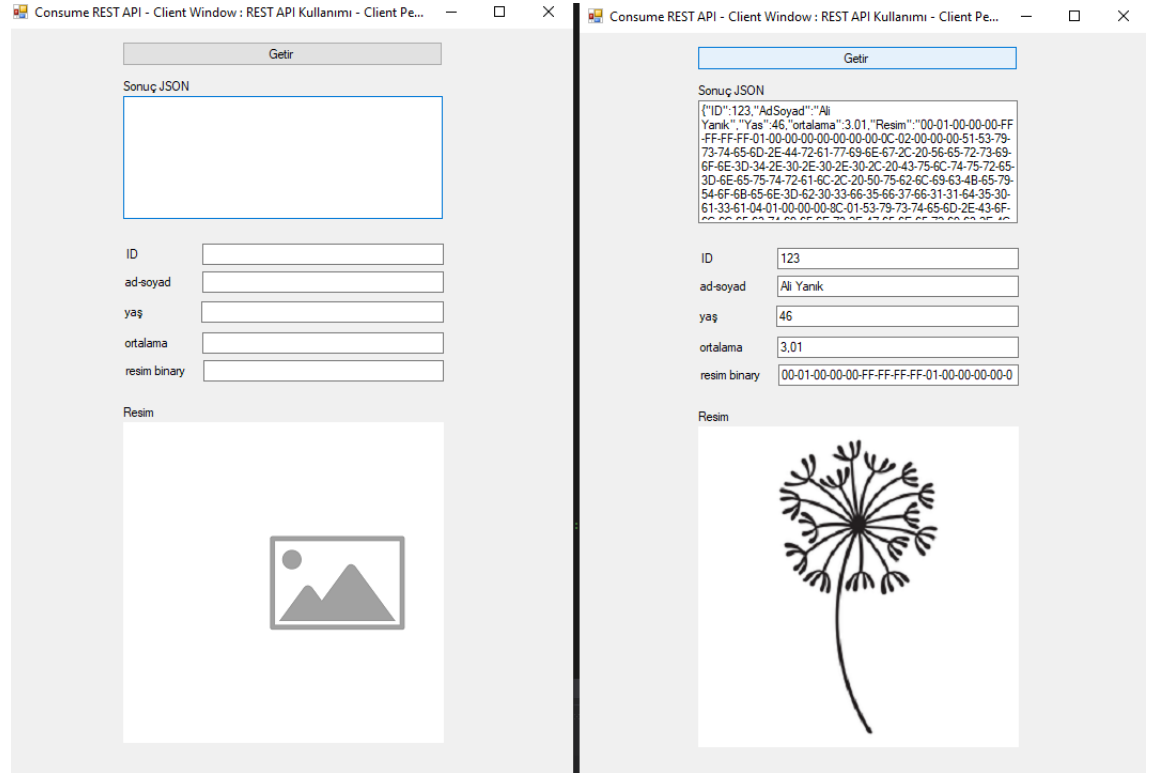 Consume REST API - Client Window : REST API Kullanımı - Client Pe...
Getir
Sonuç JSON
ID
ad-soyad
yaş
ortalama
resim binary
Resim
Consume REST API - Client Window : REST API Kullanımı - Client Pe...
Getir
Sonuç JSON
{"ID":123,"AdSoyad":"Ali
Yanık","Yas":46,"ortalama":3.01,"Resim":"00-01-00-00-00-FF
-FF-FF-FF-01-00-00-00-00-00-00-00-0C-02-00-00-00-51-53-79-
73-74-65-6D-2E-44-72-61-77-69-6E-67-2C-20-56-65-72-73-69-
6F-6E-3D-34-2E-30-2E-30-2E-30-2C-20-43-75-6C-74-75-72-65-
3D-6E-65-75-74-72-61-6C-2C-20-50-75-62-6C-69-63-4B-65-79-
54-6F-6B-65-6E-3D-62-30-33-66-35-66-37-66-31-31-64-35-30-
61-33-61-04-01-00-00-00-8C-01-53-79-73-74-65-6D-2E-43-6F-
ID 123
ad-soyad Ali Yanık
yaş 46
ortalama 3,01
resim binary 00-01-00-00-00-FF-FF-FF-FF-01-00-00-00-00-0
Resim